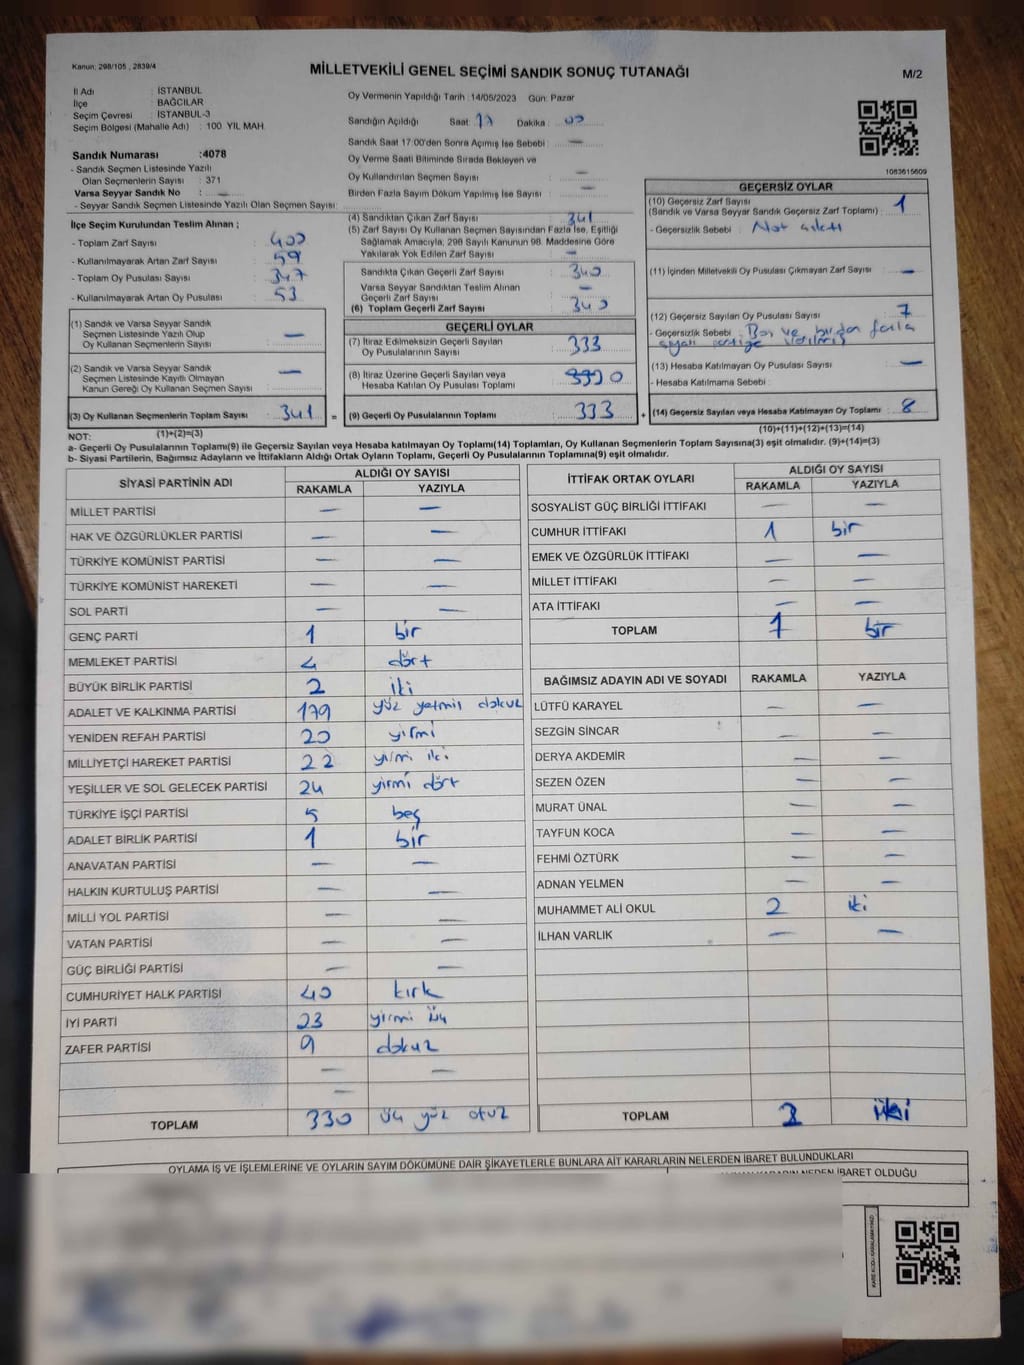 Kanun: 298/105 , 2839/4
MİLLETVEKİLİ GENEL SEÇİMİ SANDIK SONUÇ TUTANAĞI
M/2
İl Adı : İSTANBUL
İlçe : BAĞCILAR
Seçim Çevresi : İSTANBUL-3
Seçim Bölgesi (Mahalle Adı) : 100. YIL MAH.
Oy Vermenin Yapıldığı Tarih : 14/05/2023 Gün: Pazar
Sandığın Açıldığı Saat : Dakika :
Sandık Saat 17.00'den Sonra Açımış İse Sebebi : —
Oy Verme Saati Bitiminde Sırada Bekleyen ve
Oy Kullandırılan Seçmen Sayısı : —
Birden Fazla Sayım Döküm Yapılmış İse Sayısı : —
Sandık Numarası :4078
- Sandık Seçmen Listesinde Yazılı
Olan Seçmenlerin Sayısı : 371
Varsa Seyyar Sandık No : —
- Seyyar Sandık Seçmen Listesinde Yazılı Olan Seçmen Sayısı:
1083615609
İlçe Seçim Kurulundan Teslim Alınan ;
- Toplam Zarf Sayısı : 400
- Kullanılmayarak Artan Zarf Sayısı : 59
- Toplam Oy Pusulası Sayısı : 347
- Kullanılmayarak Artan Oy Pusulası : 53
(1) Sandık ve Varsa Seyyar Sandık
Seçmen Listesinde Yazılı Olup
Oy Kullanan Seçmenlerin Sayısı : —
(2) Sandık ve Varsa Seyyar Sandık
Seçmen Listesinde Kayıtlı Olmayan
Kanun Gereği Oy Kullanan Seçmen Sayısı : —
(3) Oy Kullanan Seçmenlerin Toplam Sayısı : 341
(1)+(2)=(3)
(4) Sandıktan Çıkan Zarf Sayısı : 341
(5) Zarf Sayısı Oy Kullanan Seçmen Sayısından Fazla İse, Eşitliği
Sağlamak Amacıyla, 298 Sayılı Kanunun 98. Maddesine Göre
Yakılarak Yok Edilen Zarf Sayısı : —
Sandıkta Çıkan Geçerli Zarf Sayısı : 340
Varsa Seyyar Sandıktan Teslim Alınan
Geçerli Zarf Sayısı : —
(6) Toplam Geçerli Zarf Sayısı : 340
GEÇERLİ OYLAR
(7) İtiraz Edilmeksizin Geçerli Sayılan
Oy Pusulalarının Sayısı : 333
(8) İtiraz Üzerine Geçerli Sayılan veya
Hesaba Katılan Oy Pusulası Toplamı : 0
= (9) Geçerli Oy Pusulalarının Toplamı : 333
GEÇERSİZ OYLAR
(10) Geçersiz Zarf Sayısı
(Sandık ve Varsa Seyyar Sandık Geçersiz Zarf Toplamı) : 1
- Geçersizlik Sebebi : Not
(11) İçinden Milletvekili Oy Pusulası Çıkmayan Zarf Sayısı : —
(12) Geçersiz Sayılan Oy Pusulası Sayısı : 7
- Geçersizlik Sebebi : Boş ve birden fazla
siyasi partiye verilmiş
(13) Hesaba Katılmayan Oy Pusulası Sayısı : —
- Hesaba Katılmama Sebebi :
+ (14) Geçersiz Sayılan veya Hesaba Katılmayan Oy Toplamı : 8
(10)+(11)+(12)+(13)=(14)
NOT:
a- Geçerli Oy Pusulalarının Toplamı(9) ile Geçersiz Sayılan veya Hesaba katılmayan Oy Toplamı(14) Toplamları, Oy Kullanan Seçmenlerin Toplam Sayısına(3) eşit olmalıdır. (9)+(14)=(3)
b- Siyasi Partilerin, Bağımsız Adayların ve İttifakların Aldığı Ortak Oyların Toplamı, Geçerli Oy Pusulalarının Toplamına(9) eşit olmalıdır.
SİYASİ PARTİNİN ADI ALDIĞI OY SAYISI
RAKAMLA YAZIYLA
MİLLET PARTİSİ — —
HAK VE ÖZGÜRLÜKLER PARTİSİ — —
TÜRKİYE KOMÜNİST PARTİSİ — —
TÜRKİYE KOMÜNİST HAREKETİ — —
SOL PARTİ — —
GENÇ PARTİ 1 bir
MEMLEKET PARTİSİ 4 dört
BÜYÜK BİRLİK PARTİSİ 2 iki
ADALET VE KALKINMA PARTİSİ 179 yüz yetmiş dokuz
YENİDEN REFAH PARTİSİ 20 yirmi
MİLLİYETÇİ HAREKET PARTİSİ 22 yirmi iki
YEŞİLLER VE SOL GELECEK PARTİSİ 24 yirmi dört
TÜRKİYE İŞÇİ PARTİSİ 5 beş
ADALET BİRLİK PARTİSİ 1 bir
ANAVATAN PARTİSİ — —
HALKIN KURTULUŞ PARTİSİ — —
MİLLİ YOL PARTİSİ — —
VATAN PARTİSİ — —
GÜÇ BİRLİĞİ PARTİSİ — —
CUMHURİYET HALK PARTİSİ 40 kırk
İYİ PARTİ 23 yirmi üç
ZAFER PARTİSİ 9 dokuz
— —
—
TOPLAM 330 üç yüz otuz
İTTİFAK ORTAK OYLARI ALDIĞI OY SAYISI
RAKAMLA YAZIYLA
SOSYALİST GÜÇ BİRLİĞİ İTTİFAKI — —
CUMHUR İTTİFAKI 1 bir
EMEK VE ÖZGÜRLÜK İTTİFAKI — —
MİLLET İTTİFAKI — —
ATA İTTİFAKI — —
TOPLAM 1 bir
BAĞIMSIZ ADAYIN ADI VE SOYADI RAKAMLA YAZIYLA
LÜTFÜ KARAYEL — —
SEZGİN SİNCAR — —
DERYA AKDEMİR — —
SEZEN ÖZEN — —
MURAT ÜNAL — —
TAYFUN KOCA — —
FEHMİ ÖZTÜRK — —
ADNAN YELMEN — —
MUHAMMET ALİ OKUL 2 iki
İLHAN VARLIK — —
TOPLAM 2 iki
OYLAMA İŞ VE İŞLEMLERİNE VE OYLARIN SAYIM DÖKÜMÜNE DAİR ŞİKAYETLERLE BUNLARA AİT KARARLARIN NELERDEN İBARET BULUNDUKLARI
KARARIN NEDEN İBARET OLDUĞU
KARE KODU KARALAMAYINIZ!